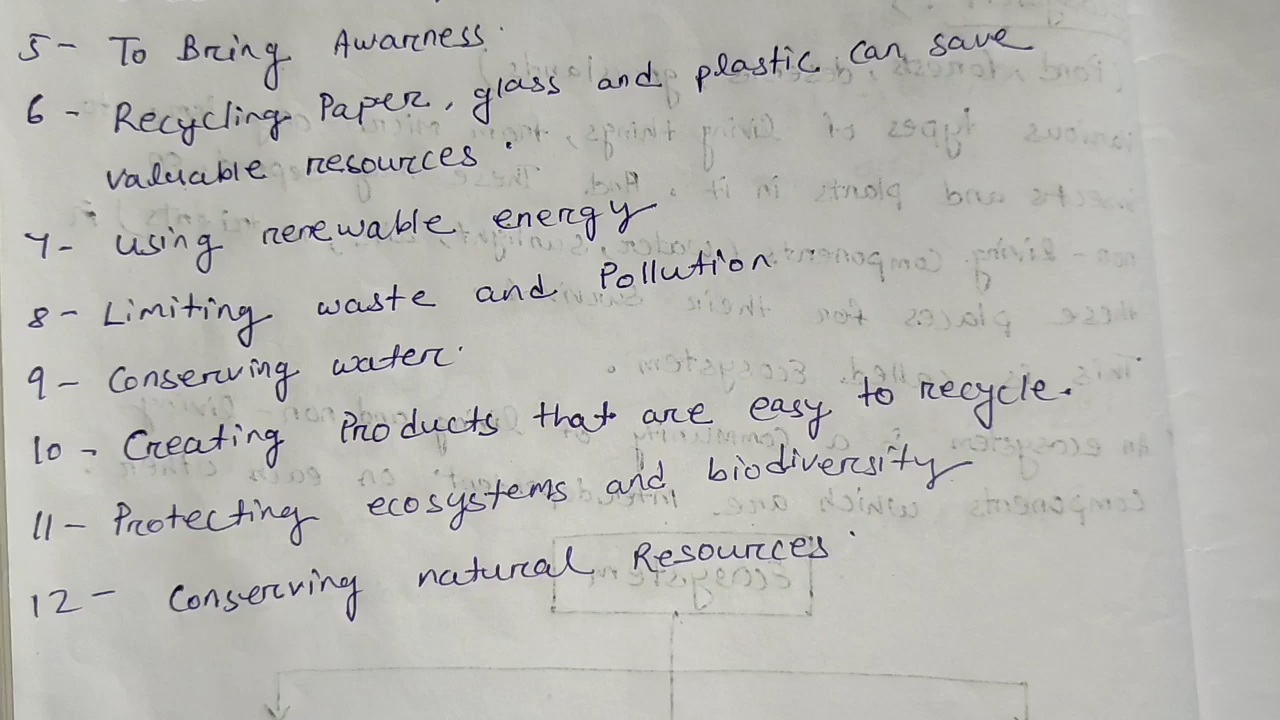 5- To Bring Awarness.
6- Recycling Paper, glass and plastic can save
valuable resources.
7- using renewable energy
8- Limiting waste and Pollution
9- Conserving water.
10- Creating Products that are easy to recycle.
11- Protecting ecosystems and biodiversity
12- Conserving natural Resources.